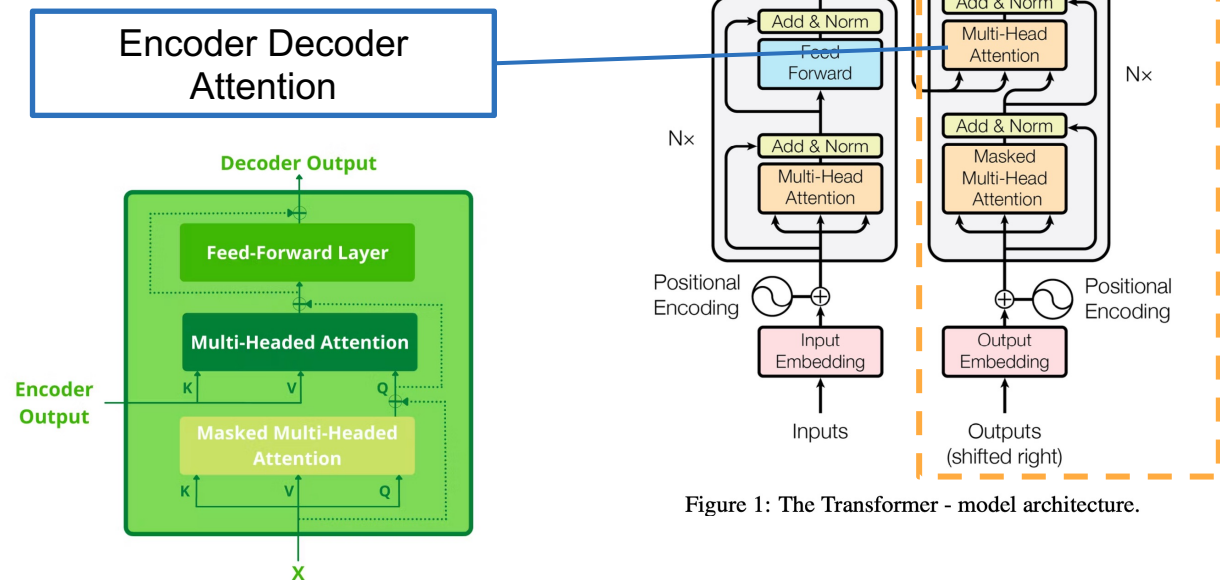 Encoder Decoder
Attention
Decoder Output
Feed-Forward Layer
Multi-Headed Attention
K
V
Q
Encoder
Output
Masked Multi-Headed
Attention
K
V
Q
X
Add & Norm
Feed
Forward
Nx
Add & Norm
Multi-Head
Attention
Positional
Encoding
Input
Embedding
Inputs
Add & Norm
Multi-Head
Attention
Nx
Add & Norm
Masked
Multi-Head
Attention
Positional
Encoding
Output
Embedding
Outputs
(shifted right)
Figure 1: The Transformer - model architecture.